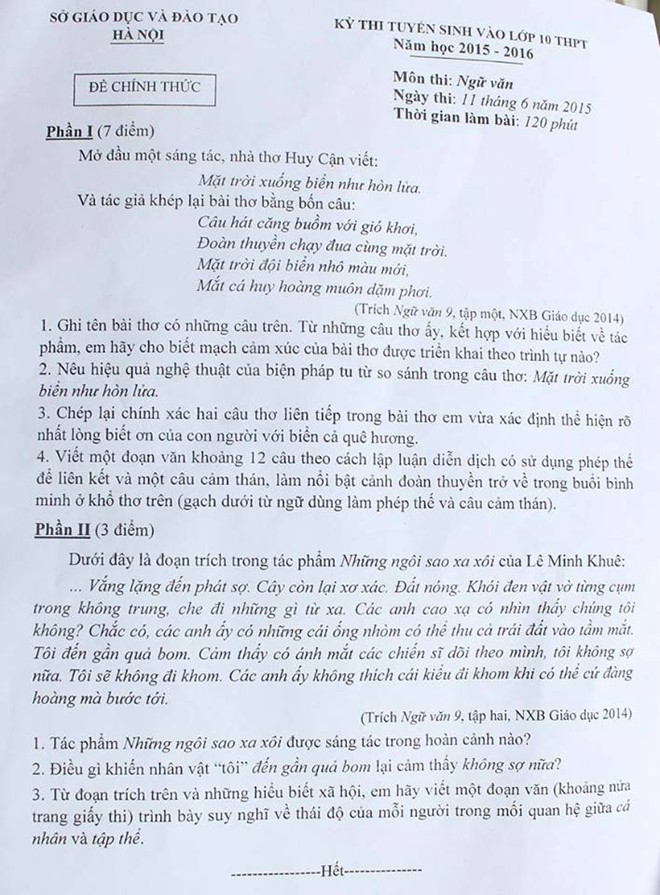 SỞ GIÁO DỤC VÀ ĐÀO TẠO
HÀ NỘI
KỲ THI TUYỂN SINH VÀO LỚP 10 THPT
Năm học 2015 - 2016
ĐỀ CHÍNH THỨC
Môn thi: Ngữ văn
Ngày thi: 11 tháng 6 năm 2015
Thời gian làm bài: 120 phút
Phần I (7 điểm)
Mở đầu một sáng tác, nhà thơ Huy Cận viết:
Mặt trời xuống biển như hòn lửa.
Và tác giả khép lại bài thơ bằng bốn câu:
Câu hát căng buồm với gió khơi,
Đoàn thuyền chạy đua cùng mặt trời.
Mặt trời đội biển nhô màu mới,
Mắt cá huy hoàng muôn dặm phơi.
(Trích Ngữ văn 9, tập một, NXB Giáo dục 2014)
1. Ghi tên bài thơ có những câu trên. Từ những câu thơ ấy, kết hợp với hiểu biết về tác
phẩm, em hãy cho biết mạch cảm xúc của bài thơ được triển khai theo trình tự nào?
2. Nêu hiệu quả nghệ thuật của biện pháp tu từ so sánh trong câu thơ: Mặt trời xuống
biển như hòn lửa.
3. Chép lại chính xác hai câu thơ liên tiếp trong bài thơ em vừa xác định thể hiện rõ
nhất lòng biết ơn của con người với biển cả quê hương.
4. Viết một đoạn văn khoảng 12 câu theo cách lập luận diễn dịch có sử dụng phép thế
để liên kết và một câu cảm thán, làm nổi bật cảnh đoàn thuyền trở về trong buổi bình
minh ở khổ thơ trên (gạch dưới từ ngữ dùng làm phép thế và câu cảm thán).
Phần II (3 điểm)
Dưới đây là đoạn trích trong tác phẩm Những ngôi sao xa xôi của Lê Minh Khuê:
... Vắng lặng đến phát sợ. Cây còn lại xơ xác. Đất nóng. Khói đen vật vờ từng cụm
trong không trung, che đi những gì từ xa. Các anh cao xạ có nhìn thấy chúng tôi
không? Chắc có, các anh ấy có những cái ống nhòm có thể thu cả trái đất vào tầm mắt.
Tôi đến gần quả bom. Cảm thấy có ánh mắt các chiến sĩ dõi theo mình, tôi không sợ
nữa. Tôi sẽ không đi khom. Các anh ấy không thích cái kiểu đi khom khi có thể cứ đàng
hoàng mà bước tới.
(Trích Ngữ văn 9, tập hai, NXB Giáo dục 2014)
1. Tác phẩm Những ngôi sao xa xôi được sáng tác trong hoàn cảnh nào?
2. Điều gì khiến nhân vật “tôi” đến gần quả bom lại cảm thấy không sợ nữa?
3. Từ đoạn trích trên và những hiểu biết xã hội, em hãy viết một đoạn văn (khoảng nửa
trang giấy thi) trình bày suy nghĩ về thái độ của mỗi người trong mối quan hệ giữa cá
nhân và tập thể.
------------------Hết----------------